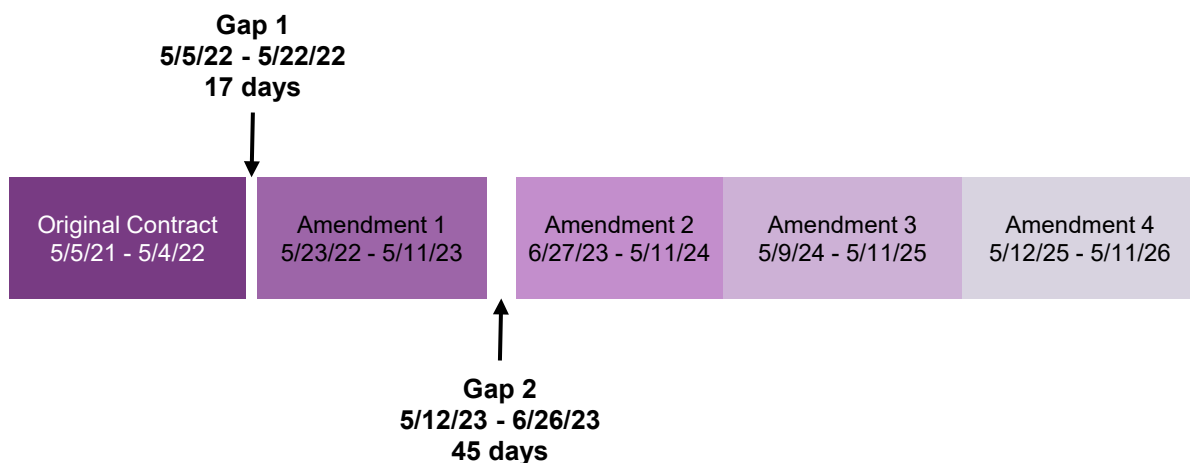 Gap 1
5/5/22 - 5/22/22
17 days
Original Contract
5/5/21 - 5/4/22
Amendment 1
5/23/22 - 5/11/23
Amendment 2
6/27/23 - 5/11/24
Amendment 3
5/9/24 - 5/11/25
Amendment 4
5/12/25 - 5/11/26
Gap 2
5/12/23 - 6/26/23
45 days